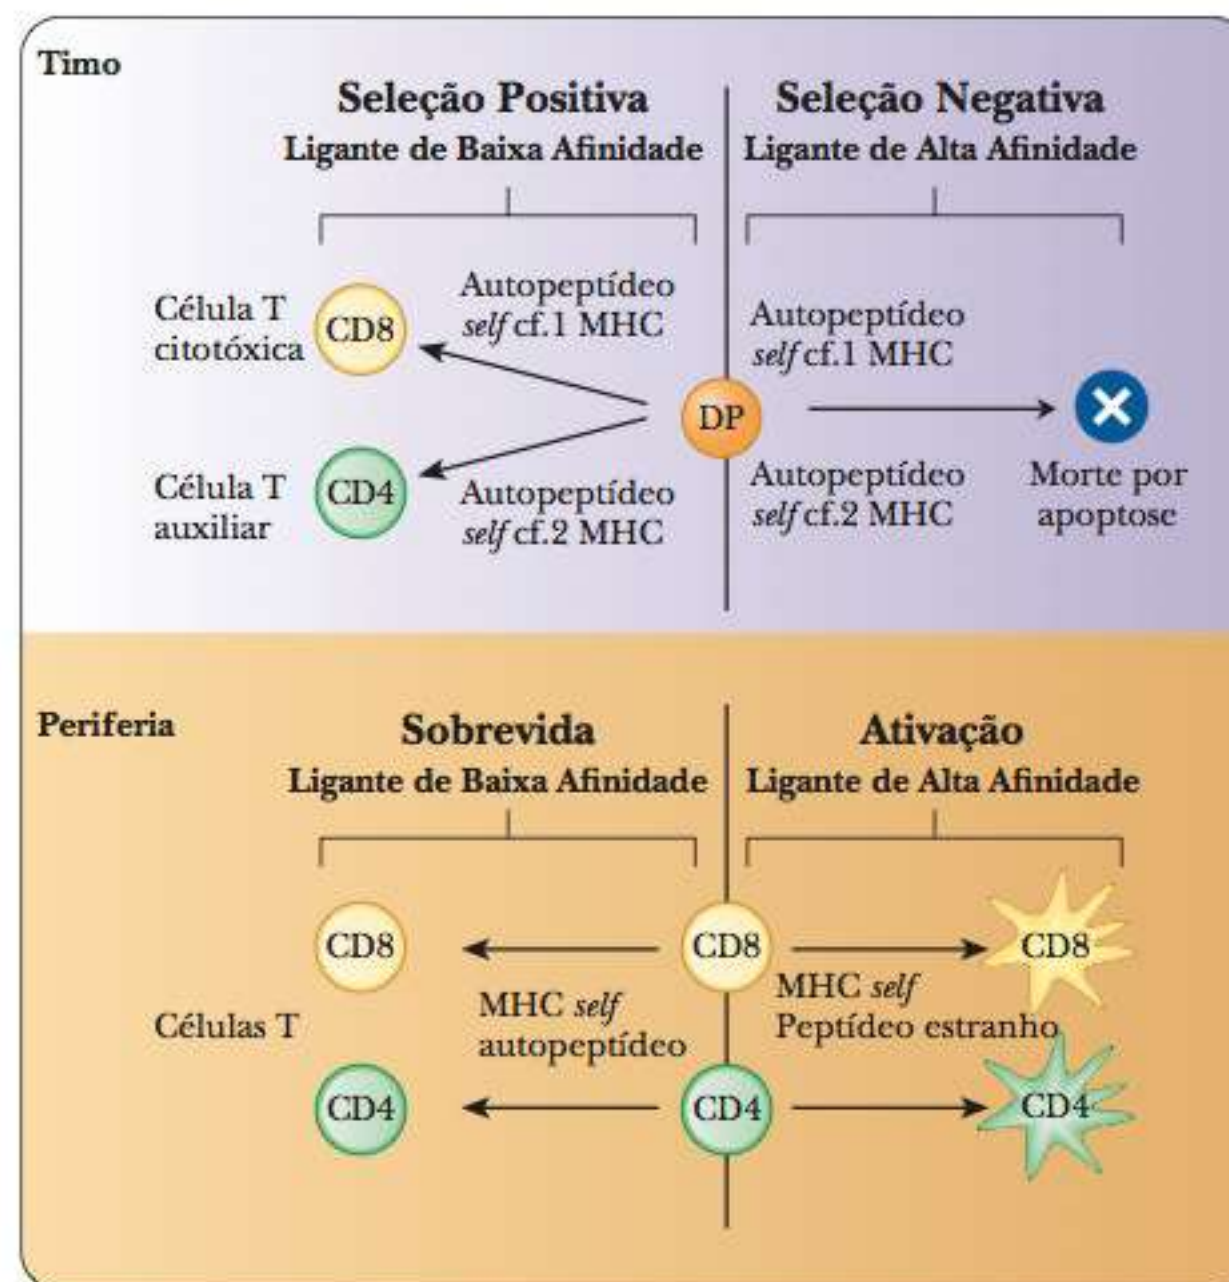 Timo
Seleção Positiva
Ligante de Baixa Afinidade
Seleção Negativa
Ligante de Alta Afinidade
Célula T
citotóxica
CD8
Autopeptídeo
self cf.1 MHC
Célula T
auxiliar
CD4
Autopeptídeo
self cf.2 MHC
DP
Autopeptídeo
self cf.1 MHC
Autopeptídeo
self cf.2 MHC
Morte por
apoptose
Periferia
Sobrevida
Ligante de Baixa Afinidade
Ativação
Ligante de Alta Afinidade
CD8
CD8
CD8
Células T
MHC self
autopeptídeo
MHC self
Peptídeo estranho
CD4
CD4
CD4